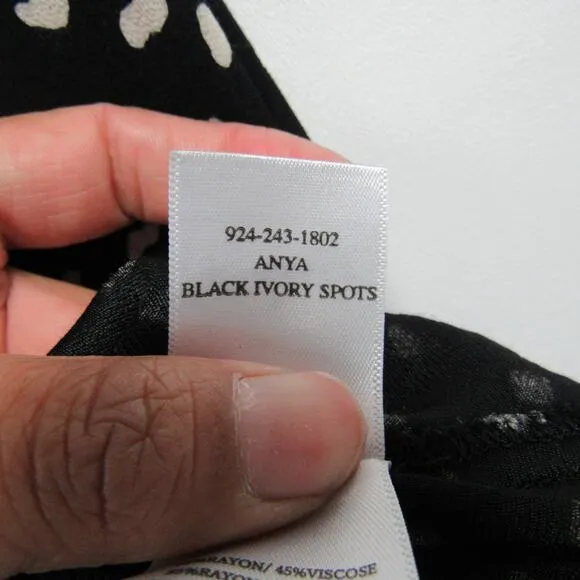 924-243-1802
ANYA
BLACK IVORY SPOTS
RAYON/ 45%VISCOSE